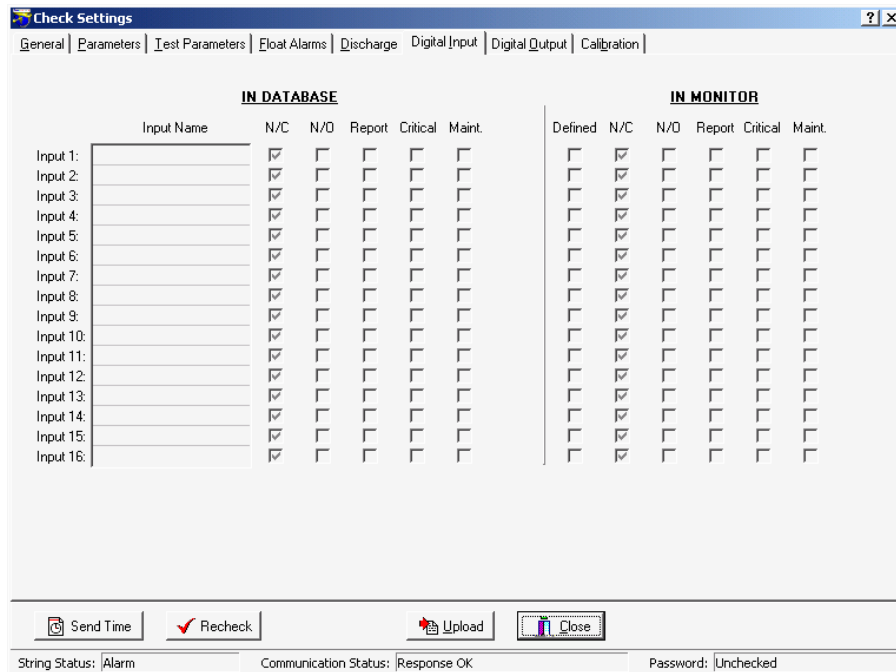 Check Settings
General Parameters Test Parameters Float Alarms Discharge Digital Input Digital Output Calibration
IN DATABASE IN MONITOR
Input Name N/C N/O Report Critical Maint. Defined N/C N/O Report Critical Maint.
Input 1:
Input 2:
Input 3:
Input 4:
Input 5:
Input 6:
Input 7:
Input 8:
Input 9:
Input 10:
Input 11:
Input 12:
Input 13:
Input 14:
Input 15:
Input 16:
Send Time Recheck Upload Close
String Status: Alarm Communication Status: Response OK Password: Unchecked